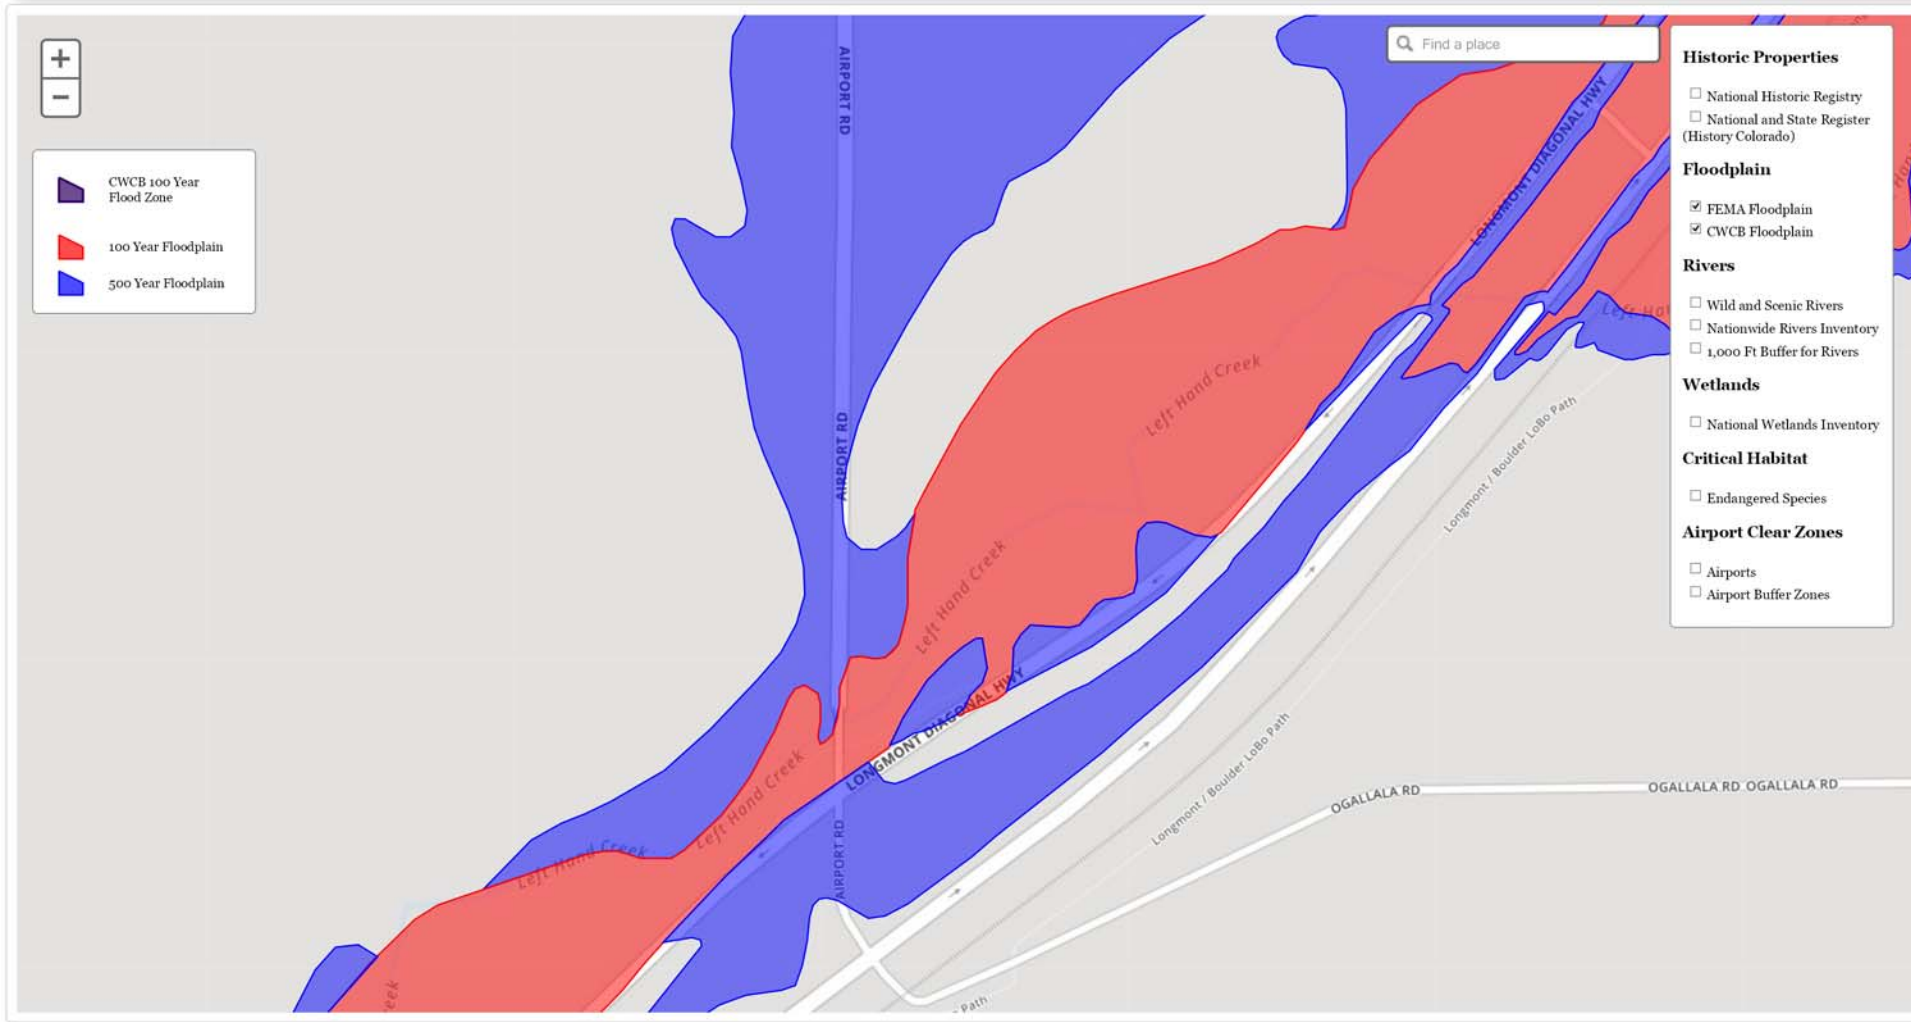 +
−
CWCB 100 Year
Flood Zone
100 Year Floodplain
500 Year Floodplain
Find a place
Historic Properties
National Historic Registry
National and State Register
(History Colorado)
Floodplain
FEMA Floodplain
CWCB Floodplain
Rivers
Wild and Scenic Rivers
Nationwide Rivers Inventory
1,000 Ft Buffer for Rivers
Wetlands
National Wetlands Inventory
Critical Habitat
Endangered Species
Airport Clear Zones
Airports
Airport Buffer Zones
AIRPORT RD
LONGMONT DIAGONAL HWY
Left Hand Creek
AIRPORT RD
Longmont / Boulder LoBo Path
Left Hand Creek
LONGMONT DIAGONAL HWY
Left Hand Creek
Longmont / Boulder LoBo Path
OGALLALA RD
OGALLALA RD OGALLALA RD
AIRPORT RD
Left Hand Creek
Path